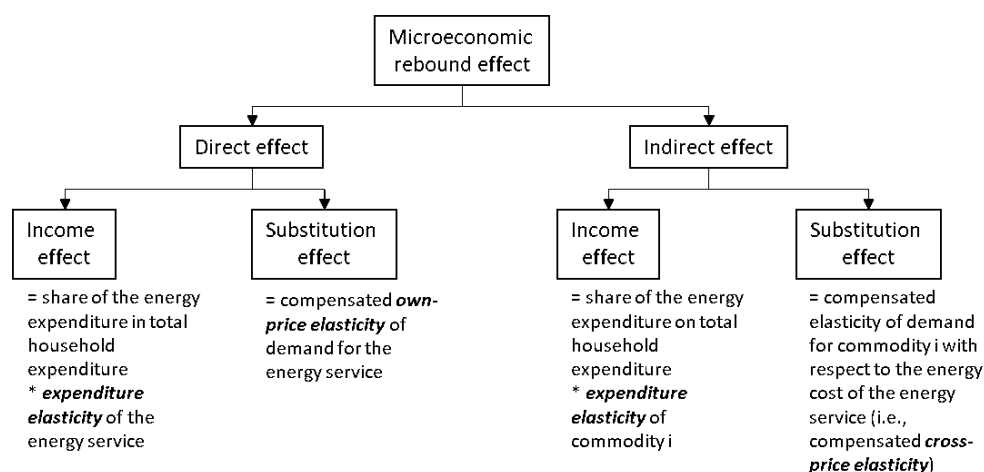 Microeconomic
rebound effect
Direct effect
Indirect effect
Income
effect
Substitution
effect
Income
effect
Substitution
effect
= share of the energy
expenditure in total
household
expenditure
* expenditure
elasticity of the
energy service
= compensated own-
price elasticity of
demand for the
energy service
= share of the energy
expenditure on total
household
expenditure
* expenditure
elasticity of
commodity i
= compensated
elasticity of demand
for commodity i with
respect to the energy
cost of the energy
service (i.e.,
compensated cross-
price elasticity)